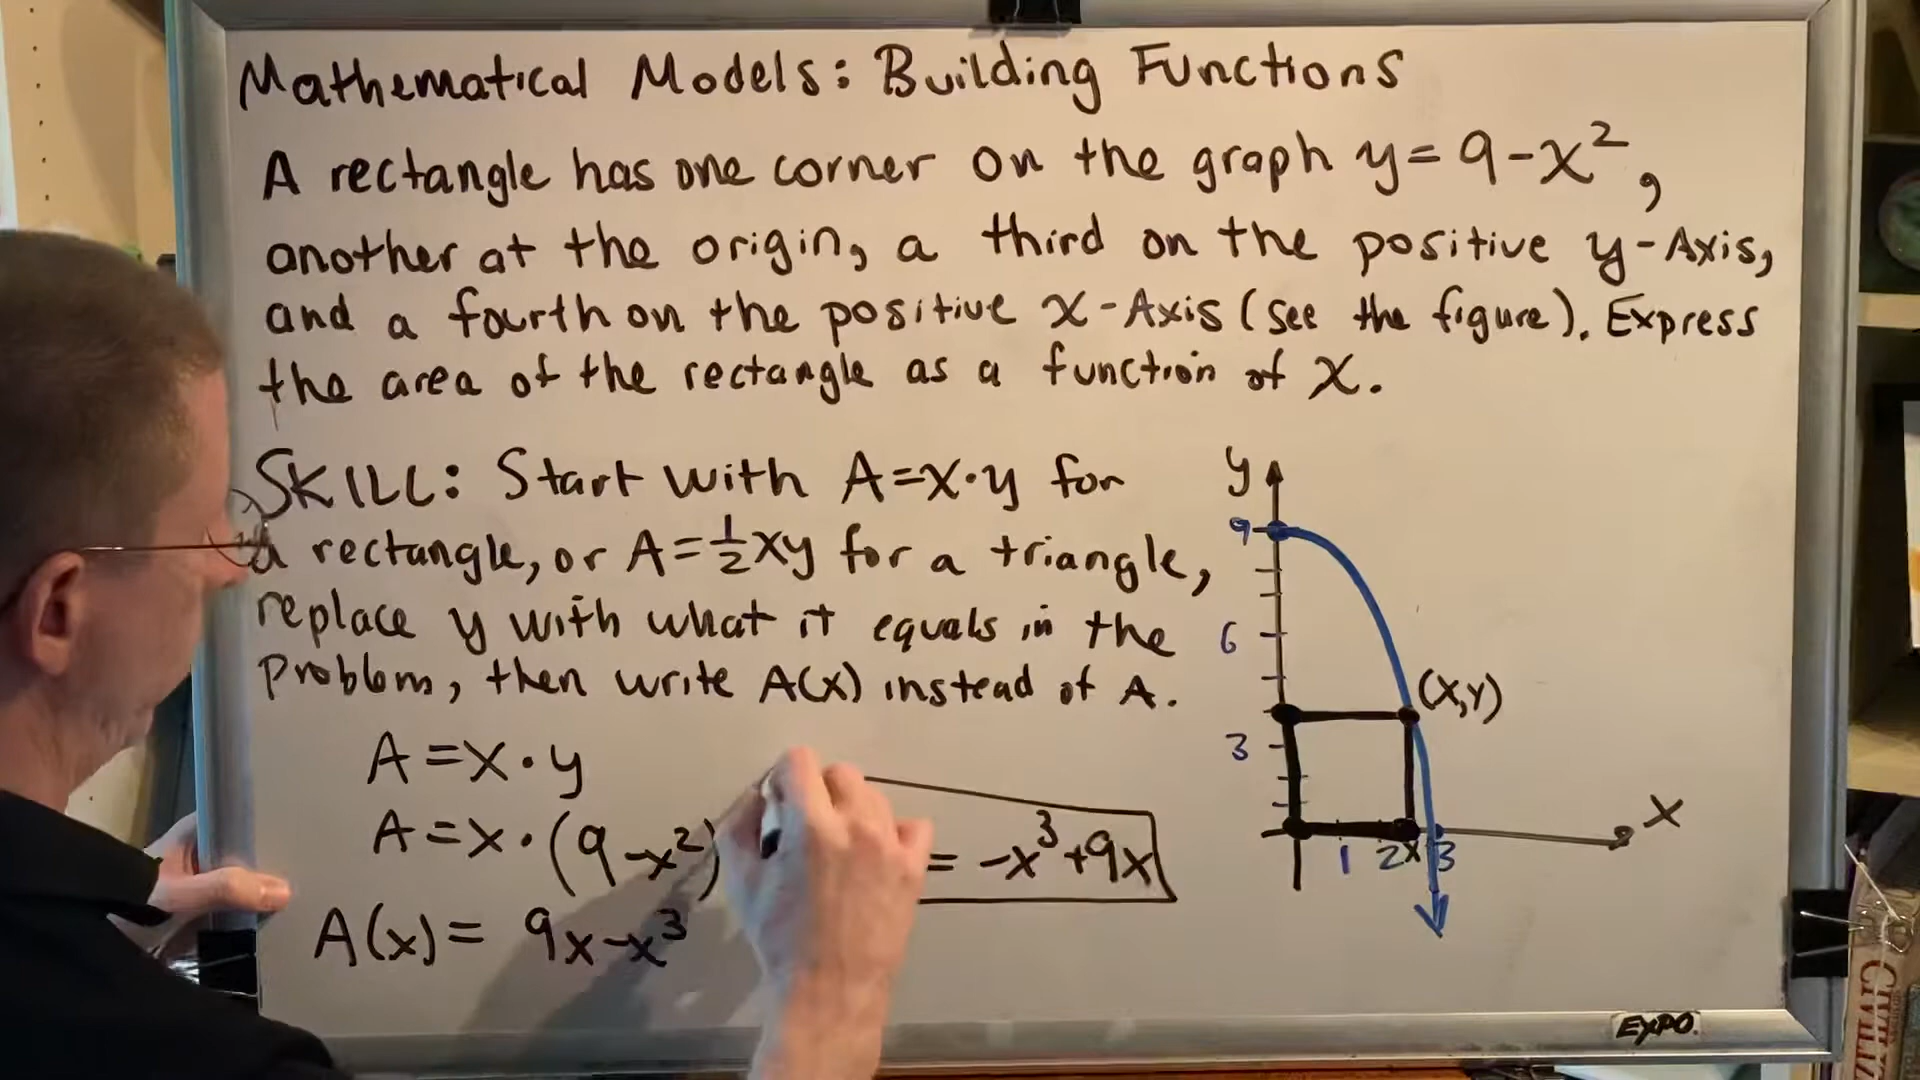 Mathematical Models: Building Functions
A rectangle has one corner on the graph y=9-x²,
another at the origin, a third on the positive y-Axis,
and a fourth on the positive x-Axis (see the figure). Express
the area of the rectangle as a function of x.
SKILL: Start with A=x·y for
a rectangle, or A=½xy for a triangle,
replace y with what it equals in the
problem, then write A(x) instead of A.
A=x·y
A=x·(9-x²)
A(x)= 9x-x³
= -x³+9x
y
9
6
3
(x,y)
x
1 2 x 3
EXPO.